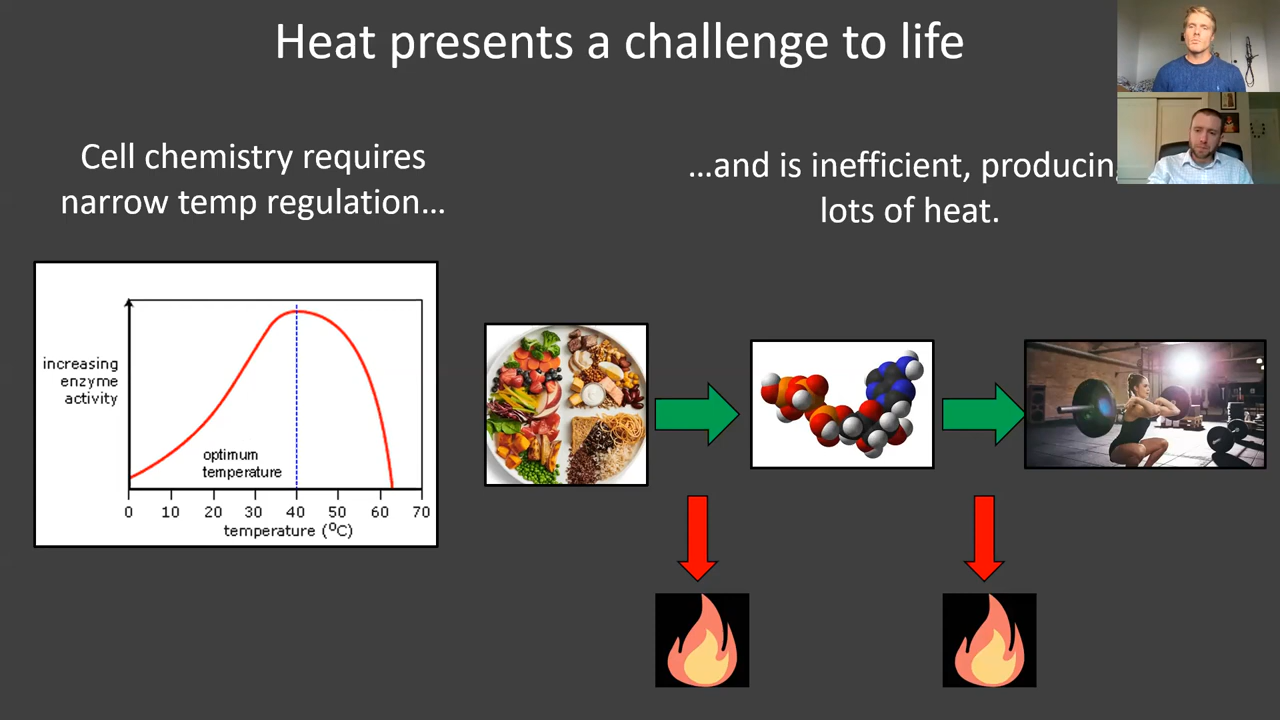 Heat presents a challenge to life
Cell chemistry requires
narrow temp regulation…
…and is inefficient, producin
lots of heat.
increasing
enzyme
activity
optimum
temperature
0 10 20 30 40 50 60 70
temperature (⁰C)